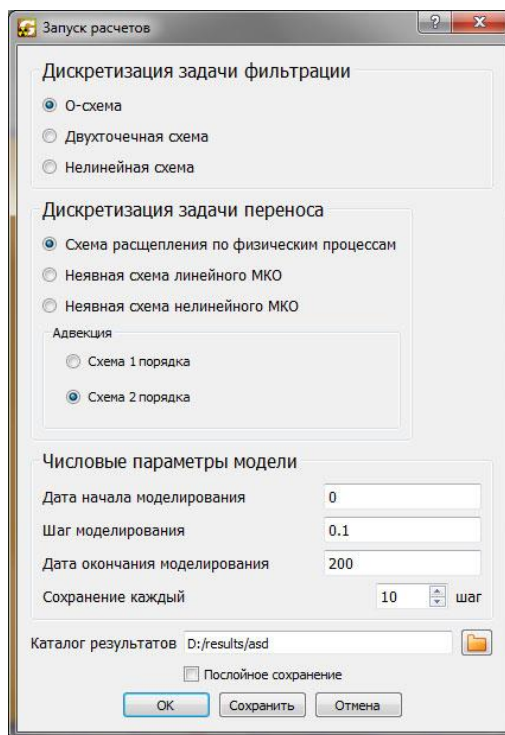 Запуск расчетов
Дискретизация задачи фильтрации
О-схема
Двухточечная схема
Нелинейная схема
Дискретизация задачи переноса
Схема расщепления по физическим процессам
Неявная схема линейного МКО
Неявная схема нелинейного МКО
Адвекция
Схема 1 порядка
Схема 2 порядка
Числовые параметры модели
Дата начала моделирования 0
Шаг моделирования 0.1
Дата окончания моделирования 200
Сохранение каждый 10 шаг
Каталог результатов D:/results/asd
Послойное сохранение
OK Сохранить Отмена